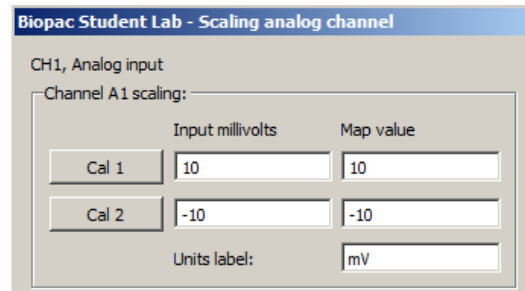 Biopac Student Lab - Scaling analog channel
CH1, Analog input
Channel A1 scaling:
Input millivolts Map value
Cal 1 10 10
Cal 2 -10 -10
Units label: mV